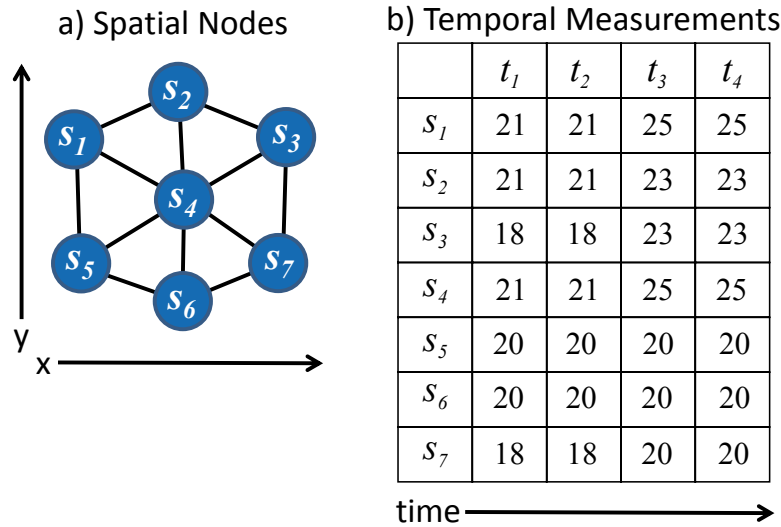 a) Spatial Nodes
s2
s1
s3
s4
s5
s7
s6
y
x
b) Temporal Measurements
t1 t2 t3 t4
s1 21 21 25 25
s2 21 21 23 23
s3 18 18 23 23
s4 21 21 25 25
s5 20 20 20 20
s6 20 20 20 20
s7 18 18 20 20
time